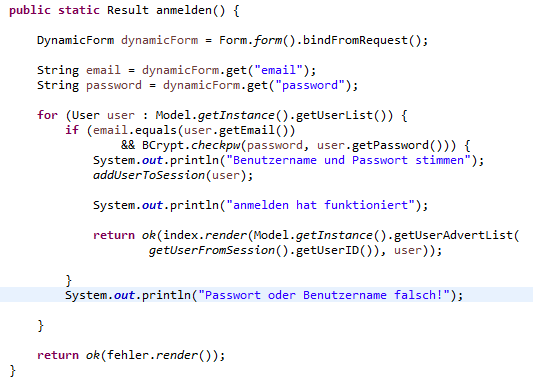 public static Result anmelden() {
DynamicForm dynamicForm = Form.form().bindFromRequest();
String email = dynamicForm.get("email");
String password = dynamicForm.get("password");
for (User user : Model.getInstance().getUserList()) {
if (email.equals(user.getEmail())
&& BCrypt.checkpw(password, user.getPassword())) {
System.out.println("Benutzername und Passwort stimmen");
addUserToSession(user);
System.out.println("anmelden hat funktioniert");
return ok(index.render(Model.getInstance().getUserAdvertList(
getUserFromSession().getUserID()), user));
}
System.out.println("Passwort oder Benutzername falsch!");
}
return ok(fehler.render());
}